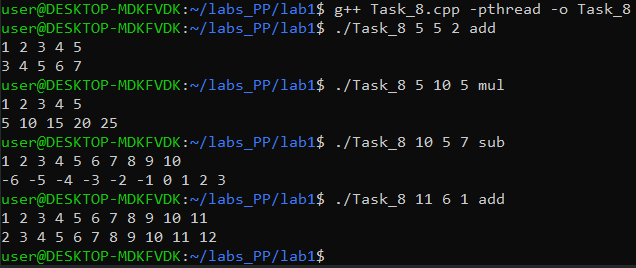 user@DESKTOP-MDKFVDK:~/labs_PP/lab1$ g++ Task_8.cpp -pthread -o Task_8
user@DESKTOP-MDKFVDK:~/labs_PP/lab1$ ./Task_8 5 5 2 add
1 2 3 4 5
3 4 5 6 7
user@DESKTOP-MDKFVDK:~/labs_PP/lab1$ ./Task_8 5 10 5 mul
1 2 3 4 5
5 10 15 20 25
user@DESKTOP-MDKFVDK:~/labs_PP/lab1$ ./Task_8 10 5 7 sub
1 2 3 4 5 6 7 8 9 10
-6 -5 -4 -3 -2 -1 0 1 2 3
user@DESKTOP-MDKFVDK:~/labs_PP/lab1$ ./Task_8 11 6 1 add
1 2 3 4 5 6 7 8 9 10 11
2 3 4 5 6 7 8 9 10 11 12
user@DESKTOP-MDKFVDK:~/labs_PP/lab1$